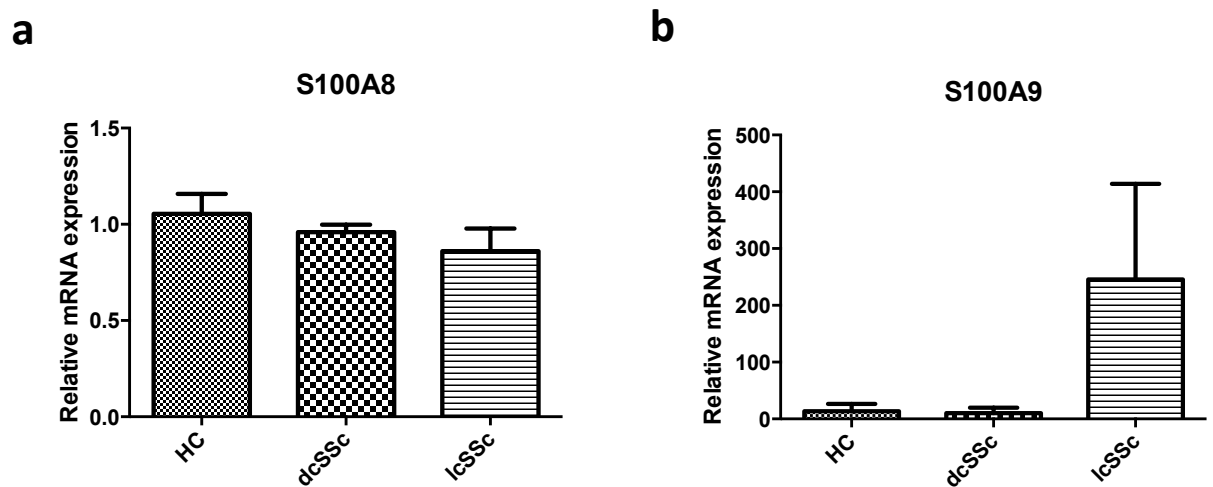 a
S100A8
Relative mRNA expression
1.5
1.0
0.5
0.0
HC
dcSSc
lcSSc
b
S100A9
Relative mRNA expression
500
400
300
200
100
0
HC
dcSSc
lcSSc